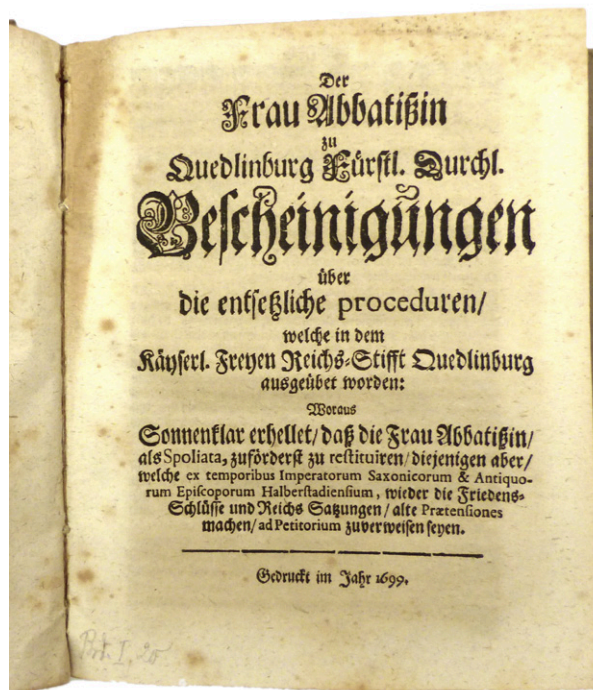 Der
Frau Abbatißin
zu
Quedlinburg Fürstl. Durchl.
Bescheinigũngen
über
die entsetzliche proceduren/
welche in dem
Käyserl. Freyen Reichs-Stifft Quedlinburg
ausgeübet worden:
Woraus
Sonnenklar erhellet/ daß die Frau Abbatißin/
als Spoliata, zuförderst zu restituiren/ diejenigen aber/
welche ex temporibus Imperatorum Saxonicorum & Antiquo-
rum Episcoporum Halberstadiensium, wieder die Friedens-
Schlüsse und Reichs Satzungen/ alte Prætensiones
machen/ ad Petitorium zuverweisen seyen.
Gedruckt im Jahr 1699.
I, 20